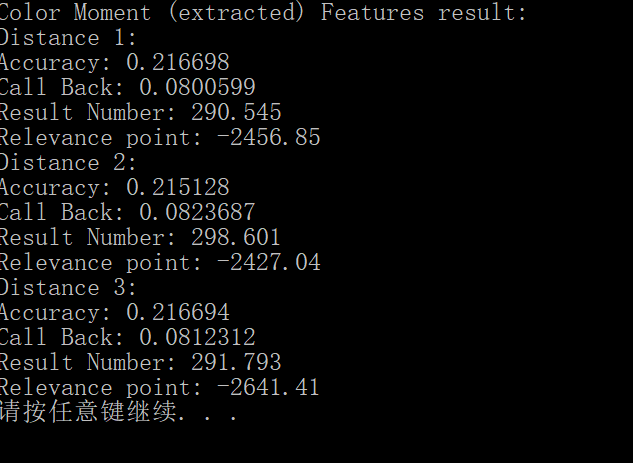 Color Moment (extracted) Features result:
Distance 1:
Accuracy: 0.216698
Call Back: 0.0800599
Result Number: 290.545
Relevance point: -2456.85
Distance 2:
Accuracy: 0.215128
Call Back: 0.0823687
Result Number: 298.601
Relevance point: -2427.04
Distance 3:
Accuracy: 0.216694
Call Back: 0.0812312
Result Number: 291.793
Relevance point: -2641.41
请按任意键继续. . .